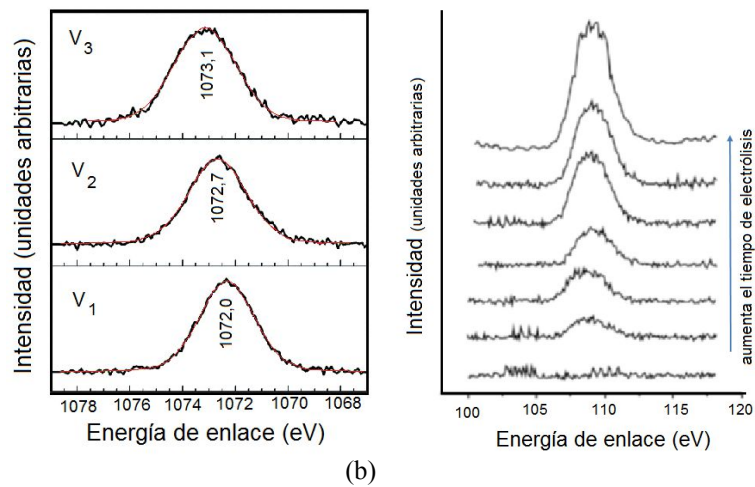 V3
1073,1
V2
1072,7
V1
1072,0
Intensidad (unidades arbitrarias)
1078 1076 1074 1072 1070 1068
Energía de enlace (eV)
Intensidad (unidades arbitrarias)
aumenta el tiempo de electrólisis
100 105 110 115 120
Energía de enlace (eV)
(b)